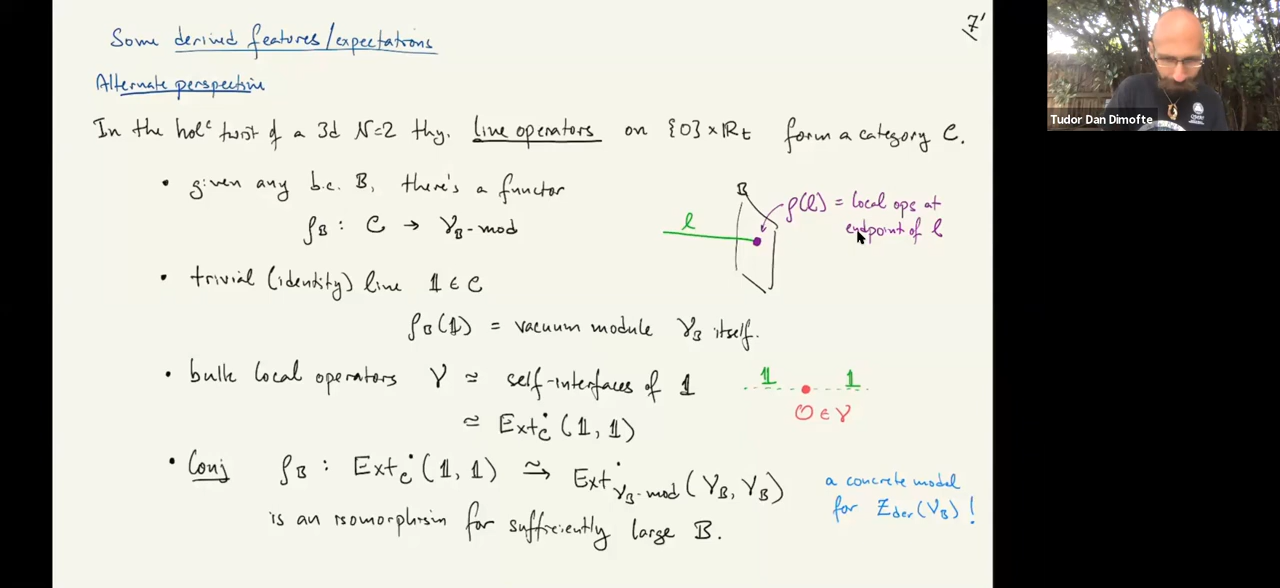 7'
Some derived features/expectations
Alternate perspective
In the holᶜ twist of a 3d N=2 thy, line operators on {0}×ℝₜ form a category C.
• given any b.c. B, there's a functor
ρ_B : C → V_B-mod
B
l
ρ(l) = local ops at
endpoint of l
• trivial (identity) line 𝟙 ∈ C
ρ_B(𝟙) = vacuum module V_B itself.
• bulk local operators V ≃ self-interfaces of 𝟙
≃ Ext˙_C (𝟙, 𝟙)
𝟙 𝟙
O ∈ V
• Conj ρ_B : Ext˙_C (𝟙, 𝟙) ⥲ Ext˙_{V_B-mod} (V_B, V_B)
is an isomorphism for sufficiently large B.
a concrete model
for Z_der(V_B) !
Tudor Dan Dimofte